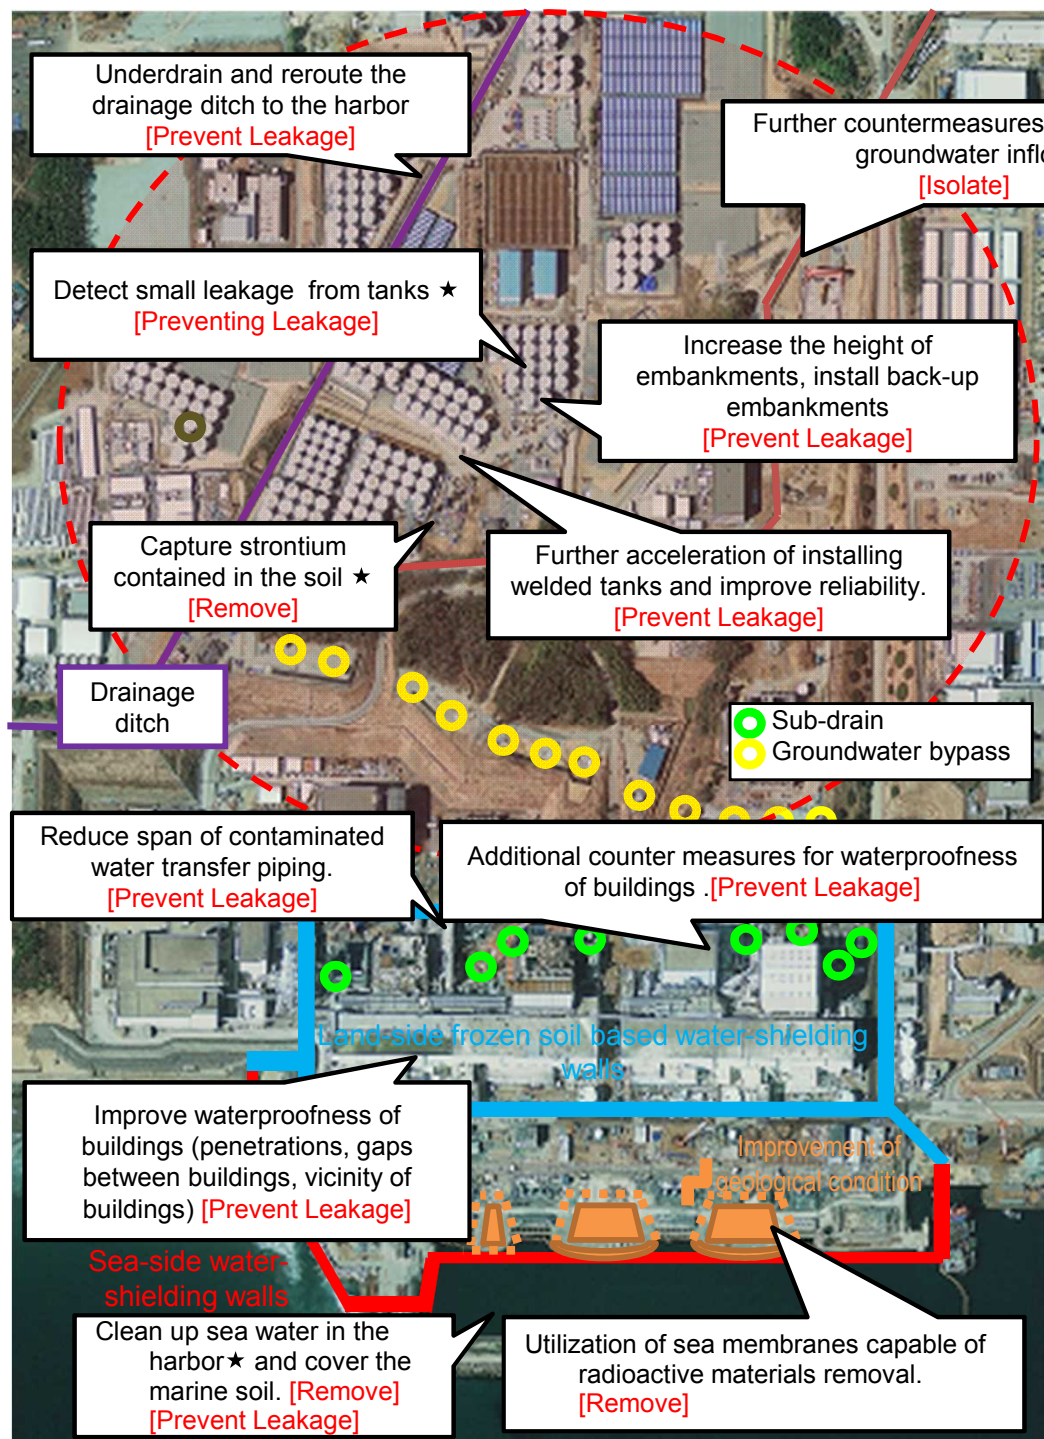 Underdrain and reroute the
drainage ditch to the harbor
[Prevent Leakage]
Further countermeasures
groundwater
[Isolate]
Detect small leakage from tanks ★
[Preventing Leakage]
Increase the height of
embankments, install back-up
embankments
[Prevent Leakage]
Capture strontium
contained in the soil ★
[Remove]
Further acceleration of installing
welded tanks and improve reliability.
[Prevent Leakage]
Drainage
ditch
Sub-drain
Groundwater bypass
Reduce span of contaminated
water transfer piping.
[Prevent Leakage]
Additional counter measures for waterproofness
of buildings .[Prevent Leakage]
Land-side frozen soil based water-shielding
walls
Improve waterproofness of
buildings (penetrations, gaps
between buildings, vicinity of
buildings) [Prevent Leakage]
Improvement of
geological condition
Sea-side water-
shielding walls
Clean up sea water in the
harbor★ and cover the
marine soil. [Remove]
[Prevent Leakage]
Utilization of sea membranes capable of
radioactive materials removal.
[Remove]